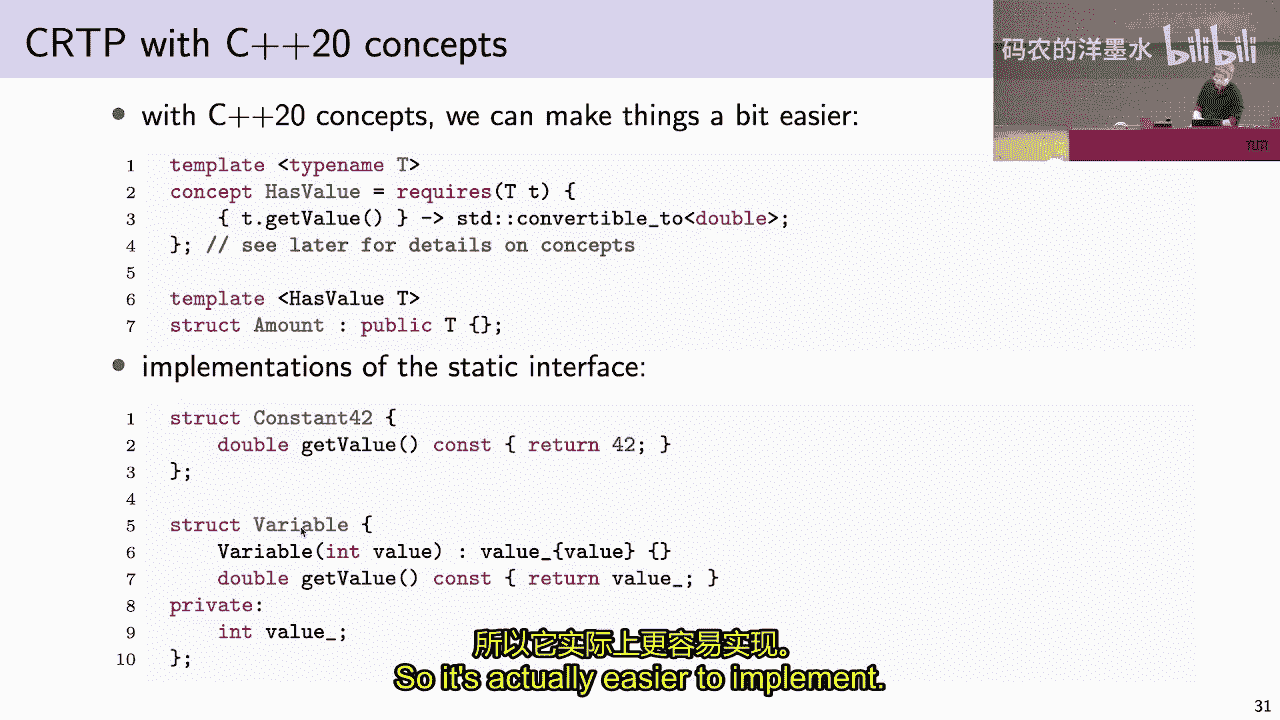 CRTP with C++20 concepts
码农的洋墨水 bilibili
• with C++20 concepts, we can make things a bit easier:
1 template <typename T>
2 concept HasValue = requires(T t) {
3 { t.getValue() } -> std::convertible_to<double>;
4 }; // see later for details on concepts
5
6 template <HasValue T>
7 struct Amount : public T {};
• implementations of the static interface:
1 struct Constant42 {
2 double getValue() const { return 42; }
3 };
4
5 struct Variable {
6 Variable(int value) : value_{value} {}
7 double getValue() const { return value_; }
8 private:
9 int value_;
10 };
所以它实际上更容易实现。
So it's actually easier to implement.
31